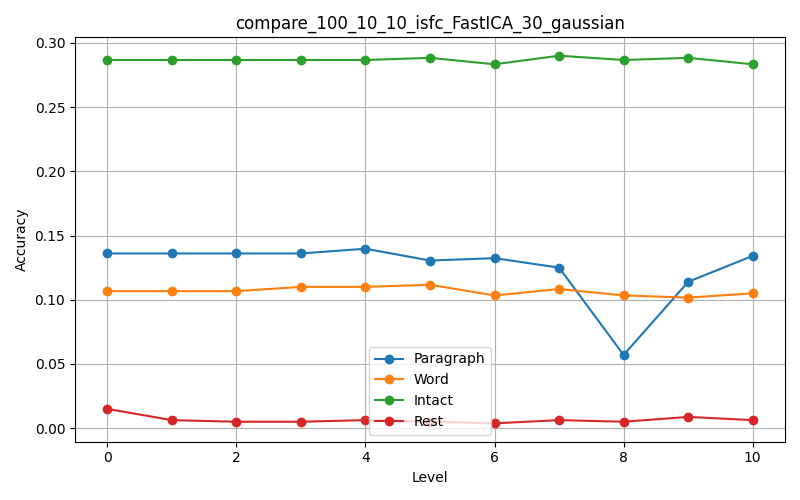 compare_100_10_10_isfc_FastICA_30_gaussian
0.30
0.25
0.20
0.15
0.10
0.05
0.00
Accuracy
Paragraph
Word
Intact
Rest
0 2 4 6 8 10
Level